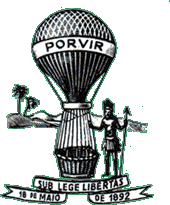 PORVIR
SUB LEGE LIBERTAS
18 DE MAIO DE 1892